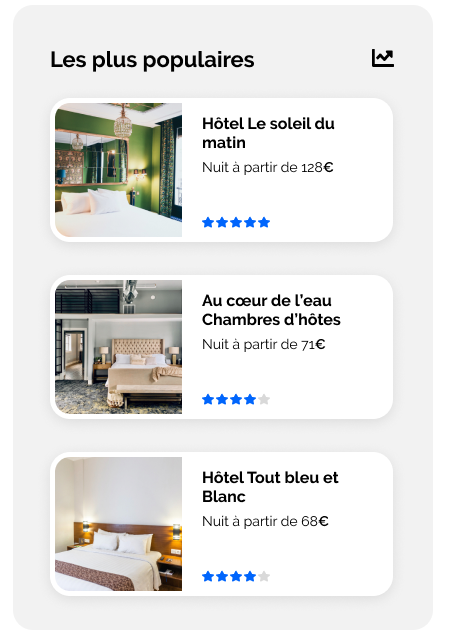 Les plus populaires
Hôtel Le soleil du
matin
Nuit à partir de 128€
Au cœur de l’eau
Chambres d’hôtes
Nuit à partir de 71€
Hôtel Tout bleu et
Blanc
Nuit à partir de 68€